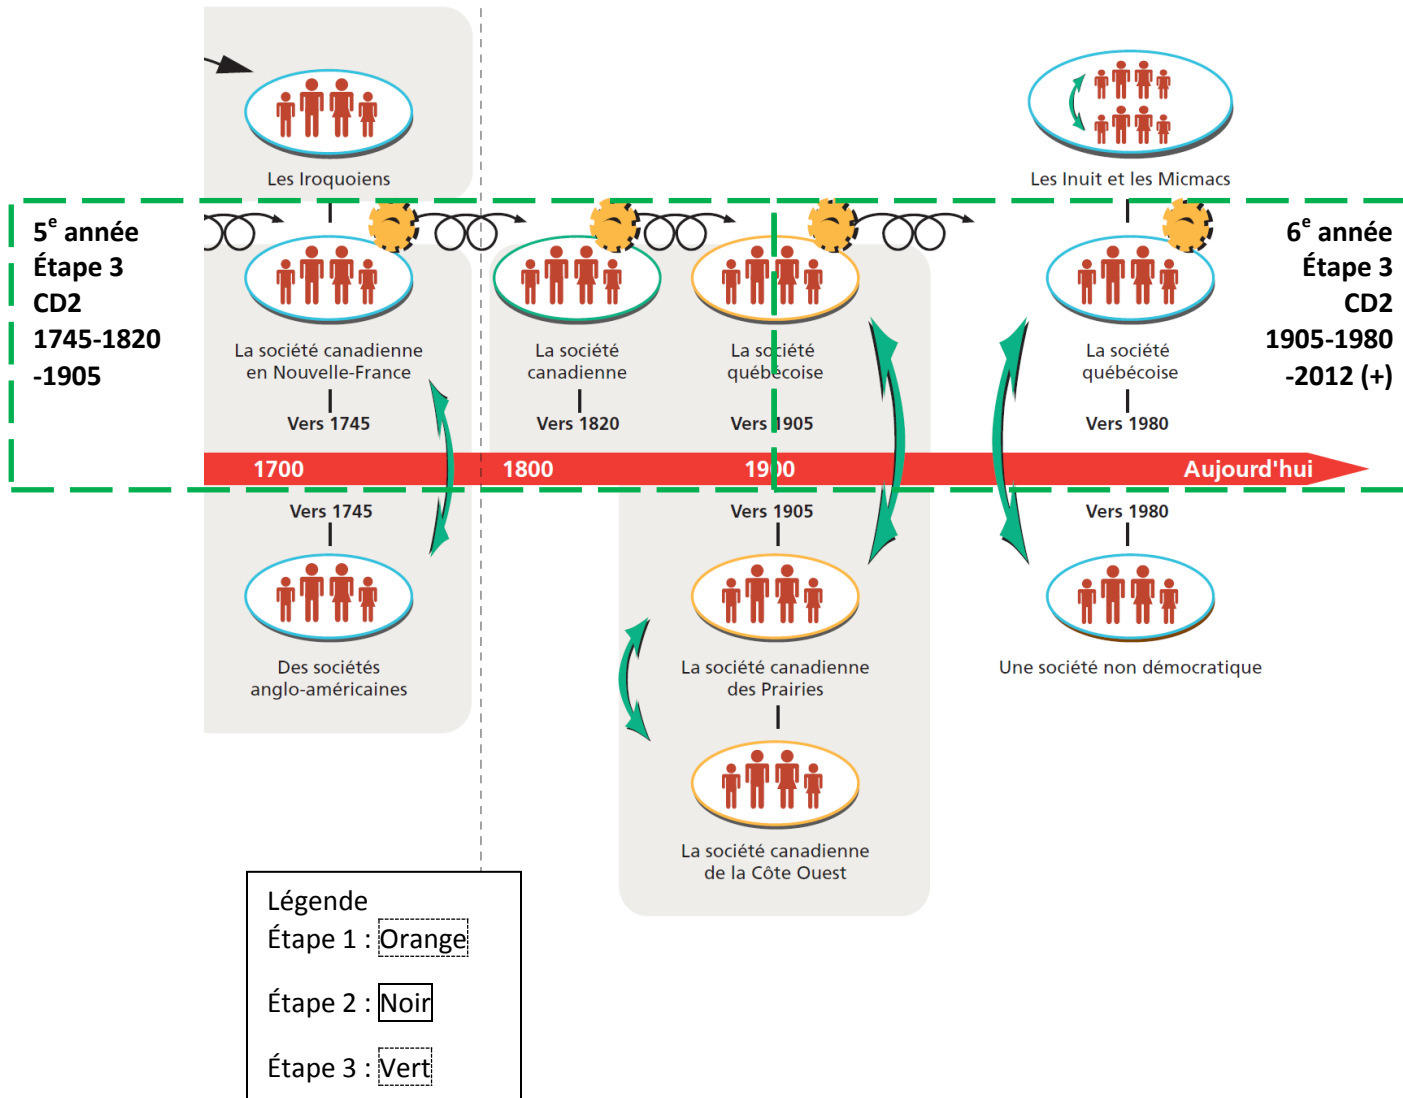 Les Iroquoiens
Les Inuit et les Micmacs
5e année
Étape 3
CD2
1745-1820
-1905
6e année
Étape 3
CD2
1905-1980
-2012 (+)
La société canadienne
en Nouvelle-France
Vers 1745
La société
canadienne
Vers 1820
La société
québécoise
Vers 1905
La société
québécoise
Vers 1980
1700
1800
1900
Aujourd'hui
Vers 1745
Des sociétés
anglo-américaines
Vers 1905
La société canadienne
des Prairies
La société canadienne
de la Côte Ouest
Vers 1980
Une société non démocratique
Légende
Étape 1 : Orange
Étape 2 : Noir
Étape 3 : Vert